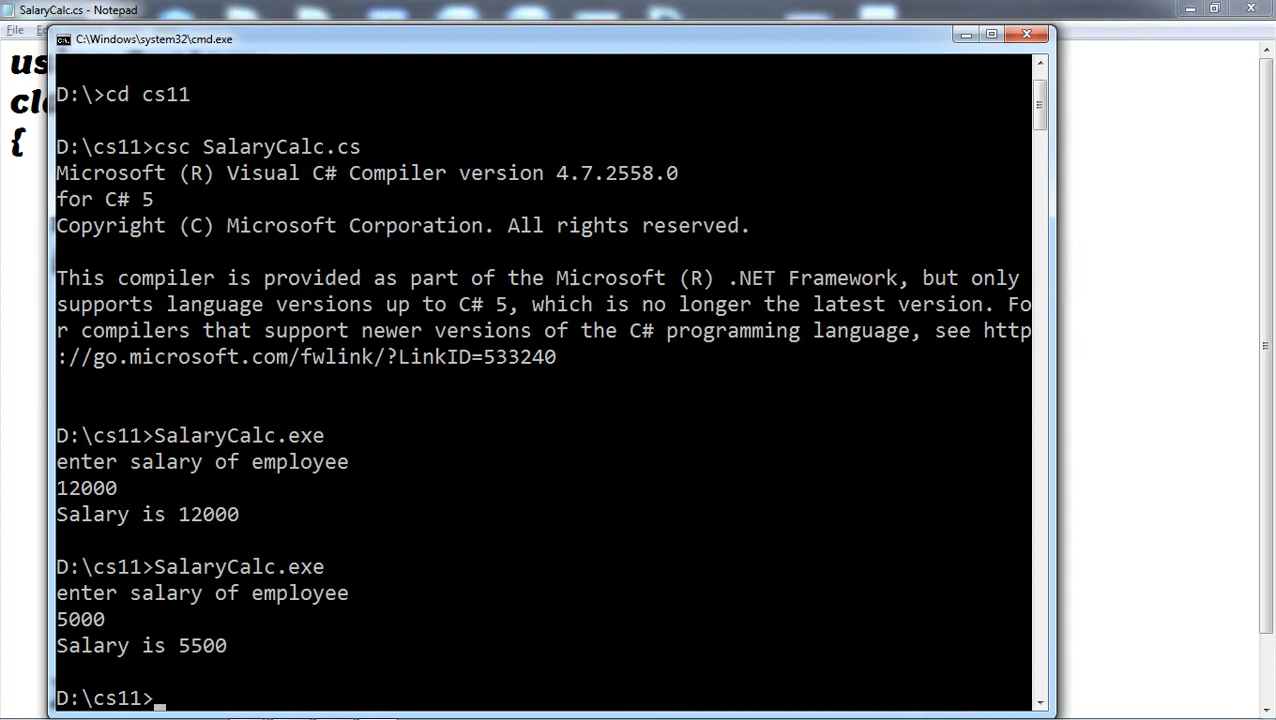 SalaryCalc.cs - Notepad
File
C:\Windows\system32\cmd.exe
{
D:\>cd cs11
D:\cs11>csc SalaryCalc.cs
Microsoft (R) Visual C# Compiler version 4.7.2558.0
for C# 5
Copyright (C) Microsoft Corporation. All rights reserved.
This compiler is provided as part of the Microsoft (R) .NET Framework, but only
supports language versions up to C# 5, which is no longer the latest version. Fo
r compilers that support newer versions of the C# programming language, see http
://go.microsoft.com/fwlink/?LinkID=533240
D:\cs11>SalaryCalc.exe
enter salary of employee
12000
Salary is 12000
D:\cs11>SalaryCalc.exe
enter salary of employee
5000
Salary is 5500
D:\cs11>